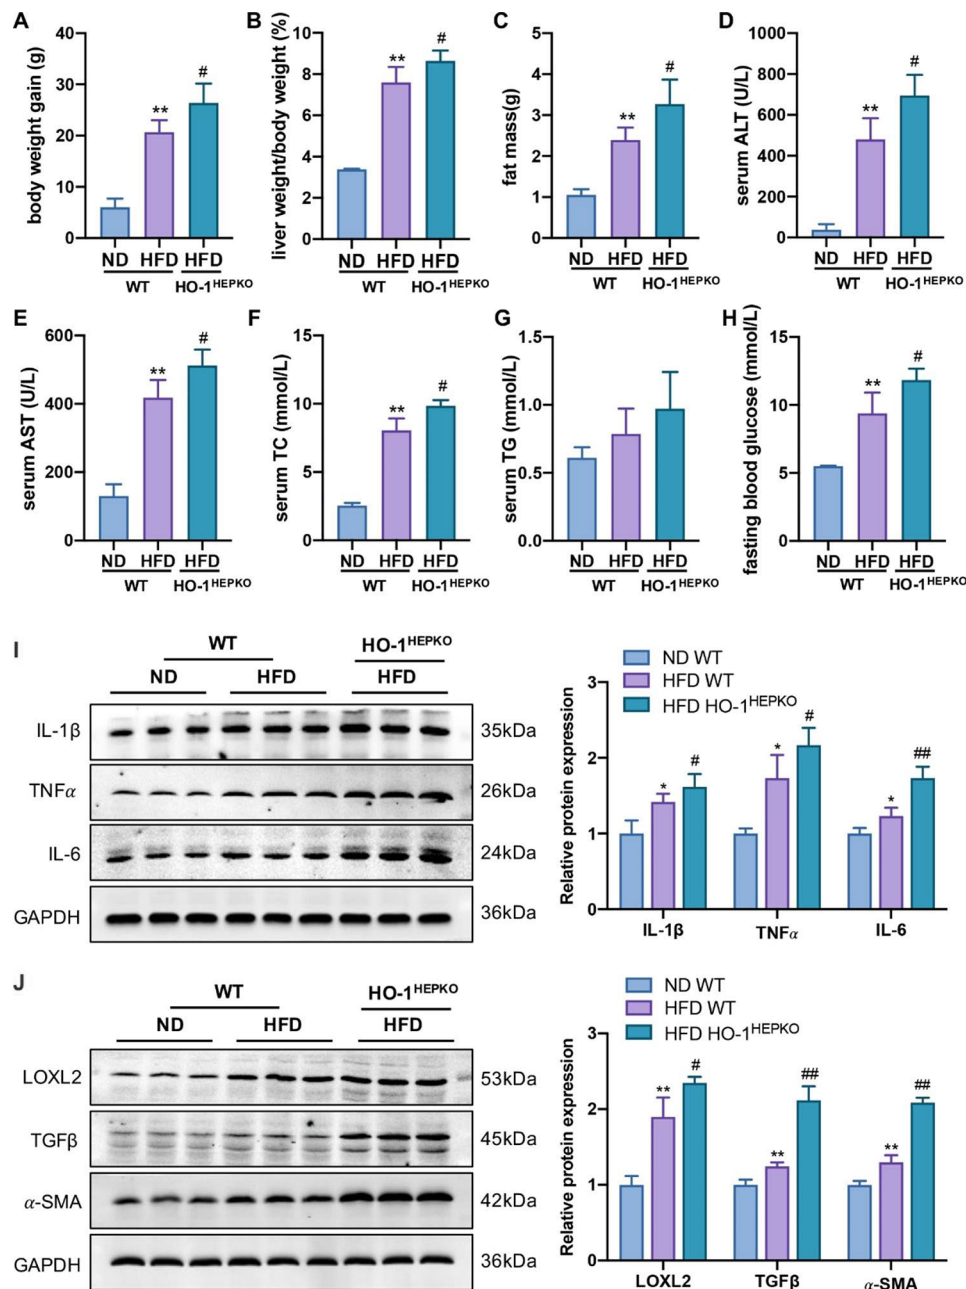 A
body weight gain (g)
40
30
20
10
0
**
#
ND HFD HFD
WT HO-1HEPKO
B
liver weight/body weight (%)
10
8
6
4
2
0
**
#
ND HFD HFD
WT HO-1HEPKO
C
fat mass(g)
5
4
3
2
1
0
**
#
ND HFD HFD
WT HO-1HEPKO
D
serum ALT (U/L)
1000
800
600
400
200
0
**
#
ND HFD HFD
WT HO-1HEPKO
E
serum AST (U/L)
600
400
200
0
**
#
ND HFD HFD
WT HO-1HEPKO
F
serum TC (mmol/L)
15
10
5
0
**
#
ND HFD HFD
WT HO-1HEPKO
G
serum TG (mmol/L)
1.5
1.0
0.5
0.0
ND HFD HFD
WT HO-1HEPKO
H
fasting blood glucose (mmol/L)
15
10
5
0
**
#
ND HFD HFD
WT HO-1HEPKO
I
WT HO-1HEPKO
ND HFD HFD
IL-1β 35kDa
TNFα 26kDa
IL-6 24kDa
GAPDH 36kDa
ND WT
HFD WT
HFD HO-1HEPKO
Relative protein expression
3
2
1
0
* # * # * ##
IL-1β TNFα IL-6
J
WT HO-1HEPKO
ND HFD HFD
LOXL2 53kDa
TGFβ 45kDa
α-SMA 42kDa
GAPDH 36kDa
ND WT
HFD WT
HFD HO-1HEPKO
Relative protein expression
3
2
1
0
** # ** ## ** ##
LOXL2 TGFβ α-SMA